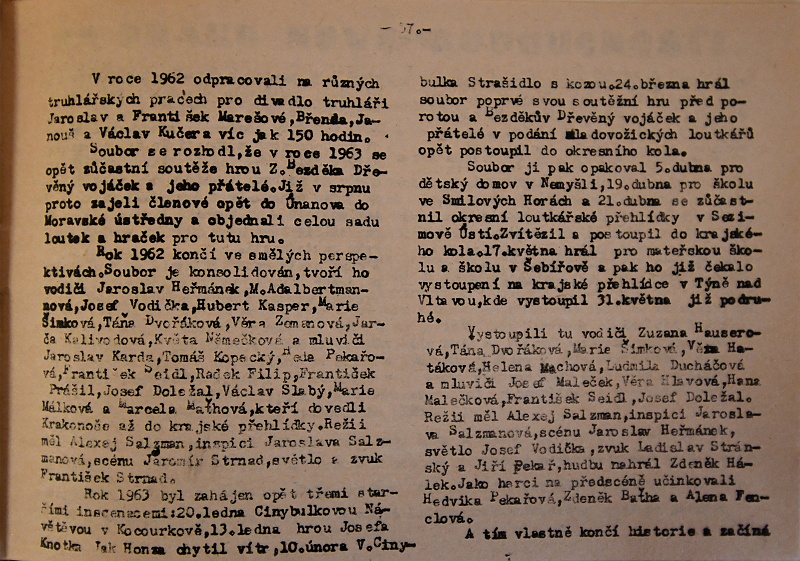 - 37.-
V roce 1962 odpracovali na různých
truhlářských pracech pro divadlo truhláři
Jaroslav a František Marešové, Břenda, Ja-
nouš a Václav Kučera víc jak 150 hodin.
Soubor se rozhodl, že v roce 1963 se
opět zúčastní soutěže hrou Z. Bezděka Dře-
věný vojáček a jeho přátelé. Již v srpnu
proto zajeli členové opět do Únanova do
Moravské ústředny a objednali celou sadu
loutek a hraček pro tutu hru.
Rok 1962 končí ve smělých perspe-
ktivách. Soubor je konsolidován, tvoří ho
vodiči Jaroslav Heřmánek, M. Adalbertman-
nová, Josef Vodička, Hubert Kasper, Marie
Šimková, Táňa Dvořáková, Věra Zemanová, Jar-
ča Kalivodová, Květa Němečková a mluviči
Jaroslav Karda, Tomáš Kopecký, Pekařo-
vá, František Seidl, Radek Filip, František
Prášil, Josef Doležal, Václav Slabý, Marie
Málková a Marcela Mathová, kteří dovedli
Krakonoše až do krajské přehlídky. Režii
měl Alexej Salzman, inspici Jaroslava Salz-
manová, scénu Jaromír Strnad, světlo a zvuk
František Strnad.
Rok 1963 byl zahájen opět třemi star-
šími inscenacemi: 20. ledna Cinybulkovou Ná-
vštěvou v Kocourkově, 13. ledna hrou Josefa
Knotka Jak Honza chytil vítr, 10. února V. Ciny-
bulka Strašidlo s kozou. 24. března hrál
soubor poprvé svou soutěžní hru před po-
rotou a Bezděkův Dřevěný vojáček a jeho
přátelé v podání mladovožických loutkářů
opět postoupil do okresního kola.
Soubor ji pak opakoval 5. dubna pro
dětský domov v Nemyšli, 19. dubna pro školu
ve Smilových Horách a 21. dubna se zúčast-
nil okresní loutkářské přehlídky v Sezi-
mově Ústí. Zvítězil a postoupil do krajské-
ho kola. 17. května hrál pro mateřskou ško-
lu a školu v Šebířově a pak ho již čekalo
vystoupení na krajské přehlídce v Týně nad
Vltavou, kde vystoupil 31. května již podru-
hé.
Vystoupili tu vodiči Zuzana Hausero-
vá, Táňa Dvořáková, Marie Šimková, Věra Ha-
táková, Helena Machová, Ludmila Ducháčová
a mluviči Josef Maleček, Věra Hlavová, Hana
Malečková, František Seidl, Josef Doležal.
Režii měl Alexej Salzman, inspici Jarosla-
va Salzmanová, scénu Jaroslav Heřmánek,
světlo Josef Vodička, zvuk Ladislav Strán-
ský a Jiří Pekař, hudbu nahrál Zdeněk Há-
lek. Jako herci na předscéně učinkovali
Hedvika Pekařová, Zdeněk Baťha a Alena Fen-
clová.
A tím vlastně končí historie a začíná